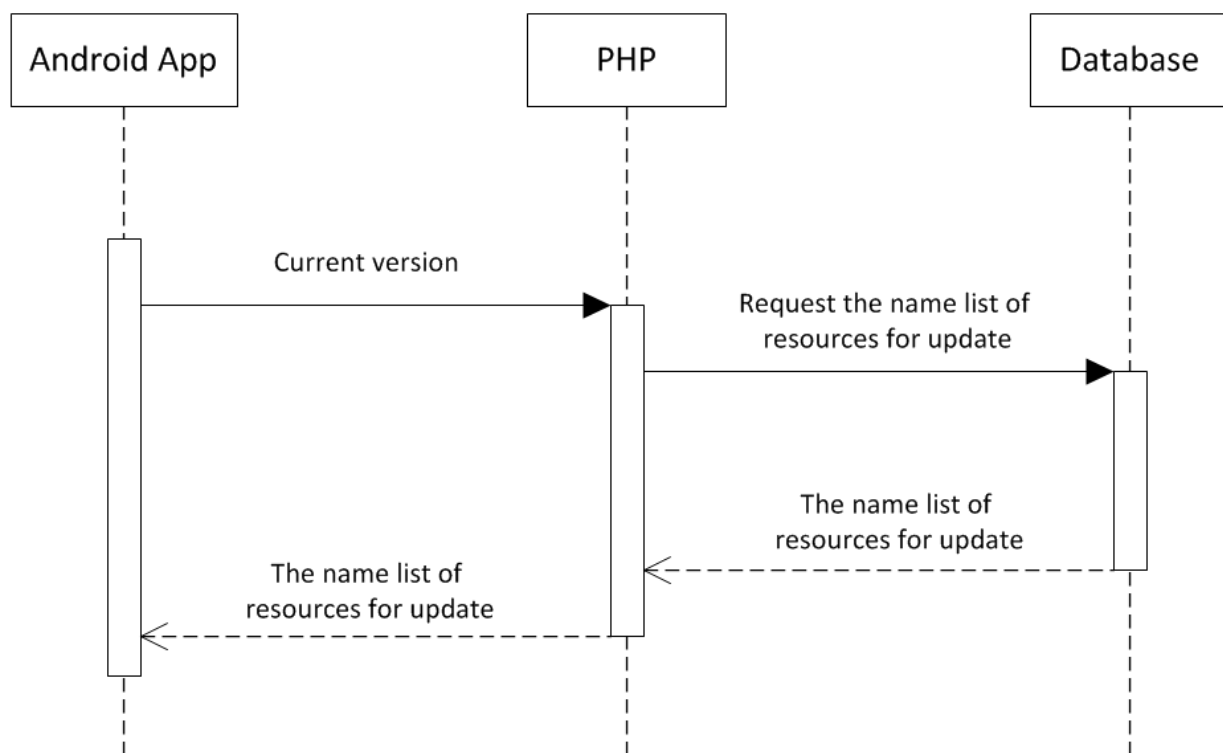 Android App
PHP
Database
Current version
Request the name list of
resources for update
The name list of
resources for update
The name list of
resources for update